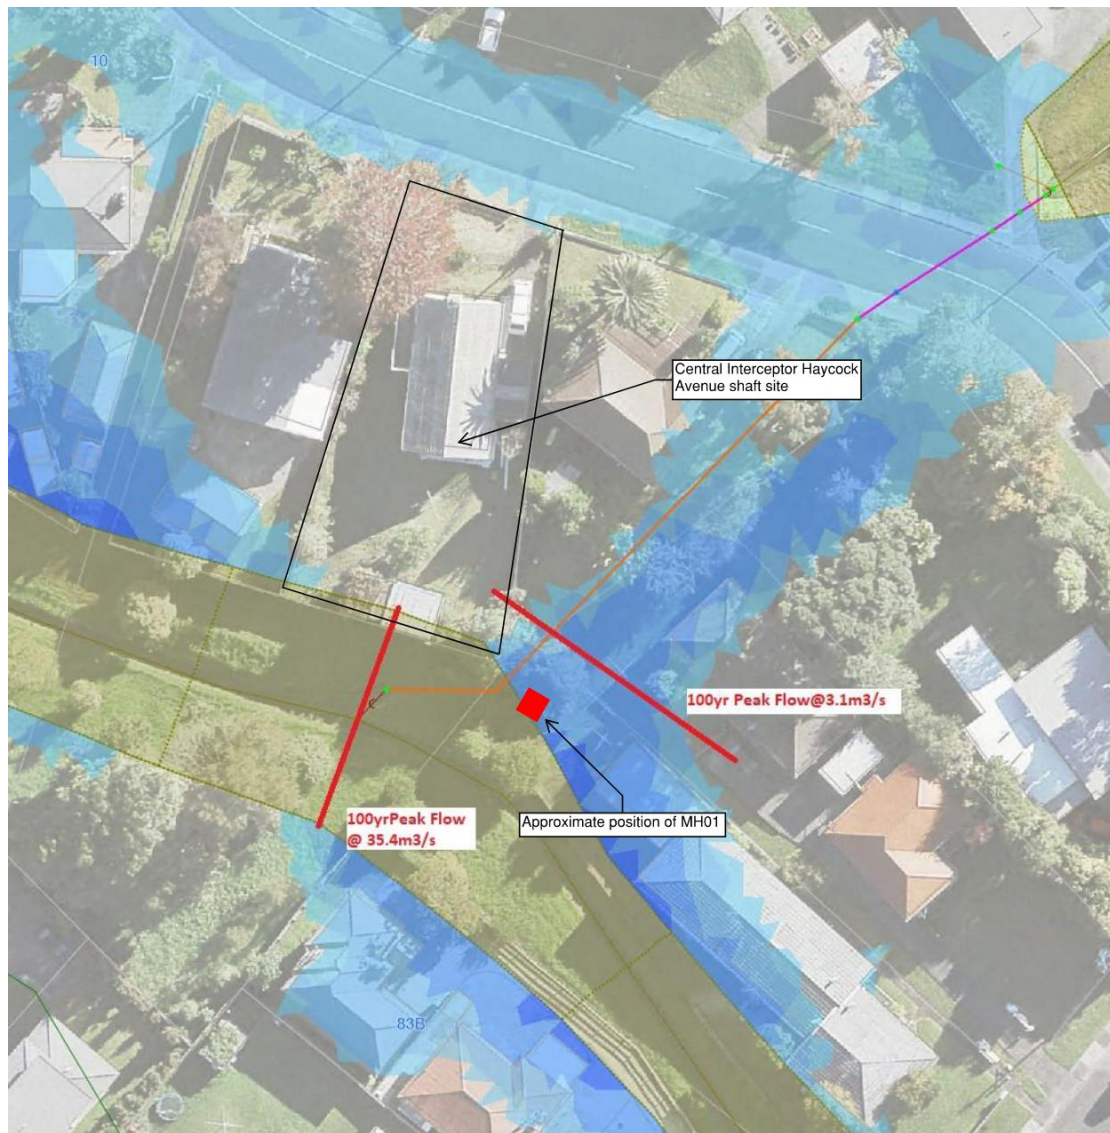 10
Central Interceptor Haycock
Avenue shaft site
100yr Peak Flow@3.1m3/s
100yrPeak Flow
@ 35.4m3/s
Approximate position of MH01
83B